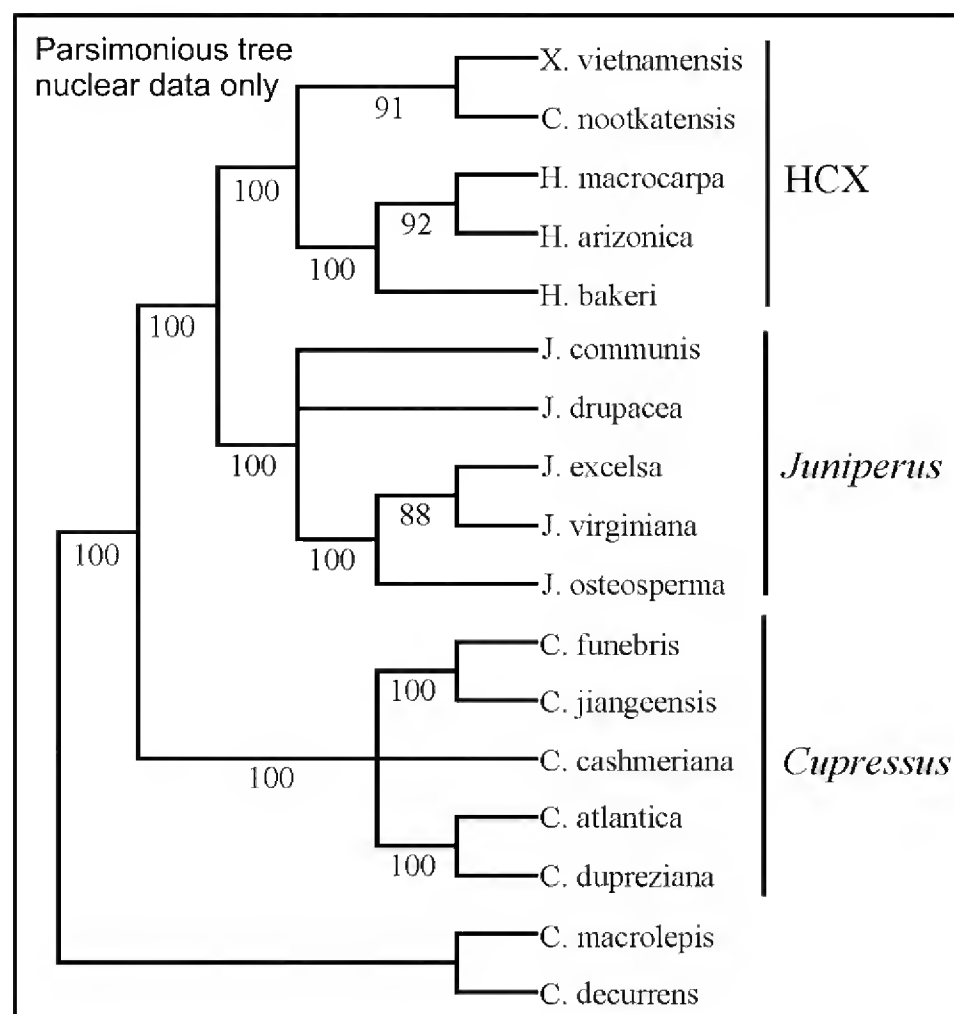 Parsimonious tree
nuclear data only
X. vietnamensis
91
C. nootkatensis
100
H. macrocarpa
HCX
92
H. arizonica
100
H. bakeri
100
J. communis
J. drupacea
100
J. excelsa
Juniperus
88
J. virginiana
100
100
J. osteosperma
C. funebris
100
C. jiangeensis
C. cashmeriana
Cupressus
100
C. atlantica
100
C. dupreziana
C. macrolepis
C. decurrens